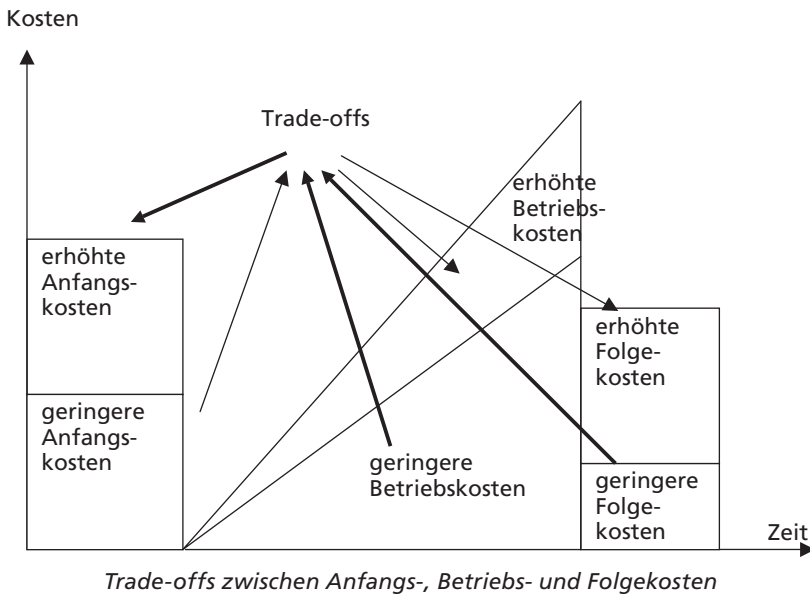 Kosten
Trade-offs
erhöhte
Betriebs-
kosten
erhöhte
Anfangs-
kosten
erhöhte
Folge-
kosten
geringere
Anfangs-
kosten
geringere
Betriebskosten
geringere
Folge-
kosten
Zeit
Trade-offs zwischen Anfangs-, Betriebs- und Folgekosten